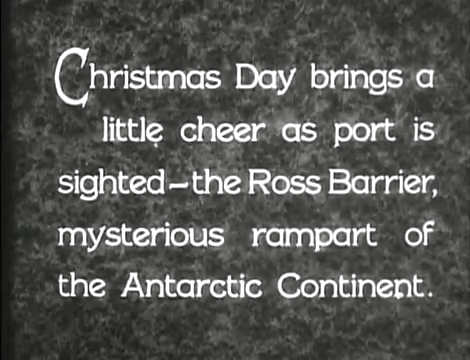 Christmas Day brings a
little cheer as port is
sighted—the Ross Barrier,
mysterious rampart of
the Antarctic Continent.